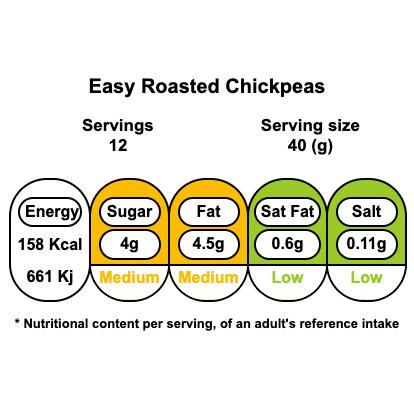 Easy Roasted Chickpeas
Servings
12
Serving size
40 (g)
Energy Sugar Fat Sat Fat Salt
158 Kcal 4g 4.5g 0.6g 0.11g
661 Kj Medium Medium Low Low
* Nutritional content per serving, of an adult's reference intake